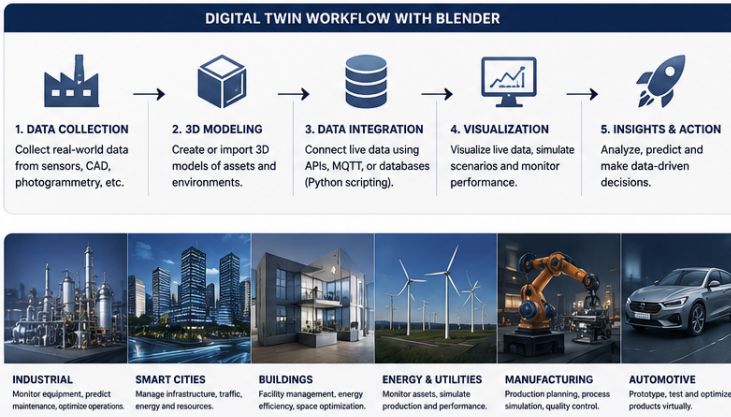 DIGITAL TWIN WORKFLOW WITH BLENDER
1. DATA COLLECTION
Collect real-world data
from sensors, CAD,
photogrammetry, etc.
2. 3D MODELING
Create or import 3D
models of assets and
environments.
3. DATA INTEGRATION
Connect live data using
APIs, MQTT, or databases
(Python scripting).
4. VISUALIZATION
Visualize live data, simulate
scenarios and monitor
performance.
5. INSIGHTS & ACTION
Analyze, predict and
make data-driven
decisions.
INDUSTRIAL
Monitor equipment, predict
maintenance, optimize operations.
SMART CITIES
Manage infrastructure, traffic,
energy and resources.
BUILDINGS
Facility management, energy
efficiency, space optimization.
ENERGY & UTILITIES
Monitor assets, simulate
production and performance.
MANUFACTURING
Production planning, process
simulation, quality control.
AUTOMOTIVE
Prototype, test and optimize
products virtually.